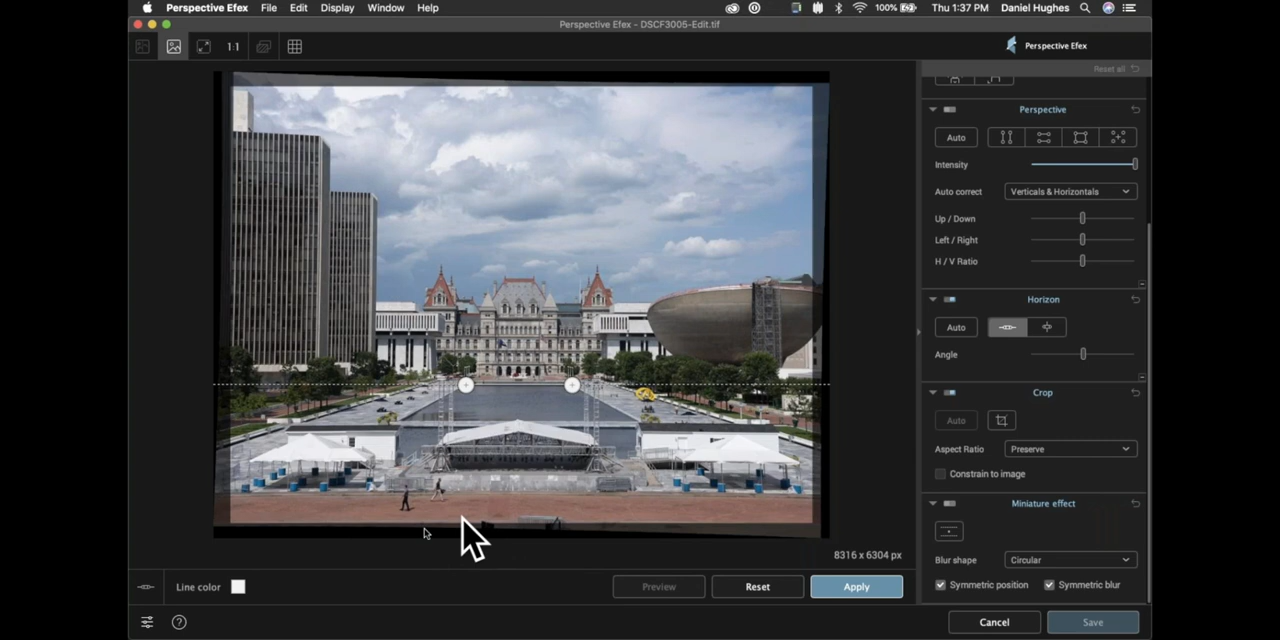 Perspective Efex File Edit Display Window Help 100% Thu 1:37 PM Daniel Hughes
Perspective Efex - DSCF3005-Edit.tif
1:1 Perspective Efex
Reset all
Perspective
Auto
Intensity
Auto correct Verticals & Horizontals
Up / Down
Left / Right
H / V Ratio
Horizon
Auto
Angle
Crop
Auto
Aspect Ratio Preserve
Constrain to image
Miniature effect
Blur shape Circular
8316 x 6304 px
Symmetric position Symmetric blur
Line color Preview Reset Apply
Cancel Save